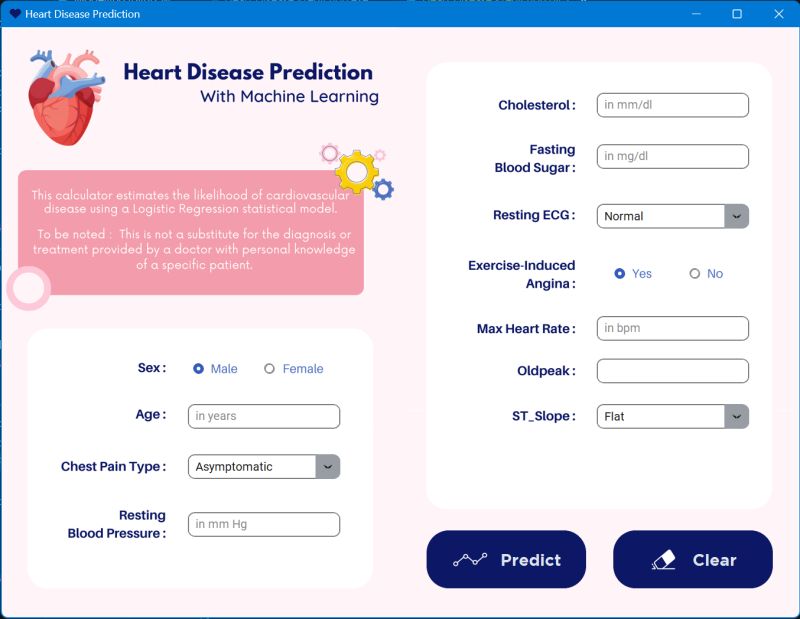 Heart Disease Prediction
Heart Disease Prediction
With Machine Learning
This calculator estimates the likelihood of cardiovascular
disease using a Logistic Regression statistical model.
To be noted : This is not a substitute for the diagnosis or
treatment provided by a doctor with personal knowledge
of a specific patient.
Sex : Male Female
Age : in years
Chest Pain Type : Asymptomatic
Resting
Blood Pressure : in mm Hg
Cholesterol : in mm/dl
Fasting
Blood Sugar : in mg/dl
Resting ECG : Normal
Exercise-Induced
Angina : Yes No
Max Heart Rate : in bpm
Oldpeak :
ST_Slope : Flat
Predict
Clear